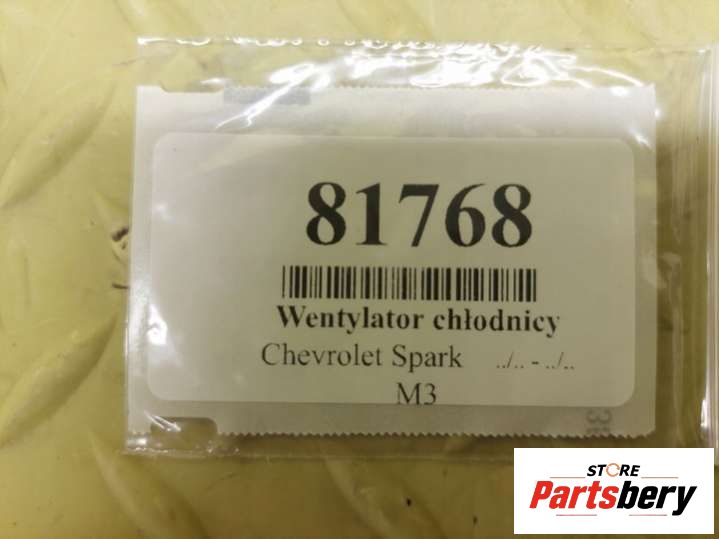 81768
Wentylator chłodnicy
Chevrolet Spark ../.. - ../..
M3
STORE
Partsbery